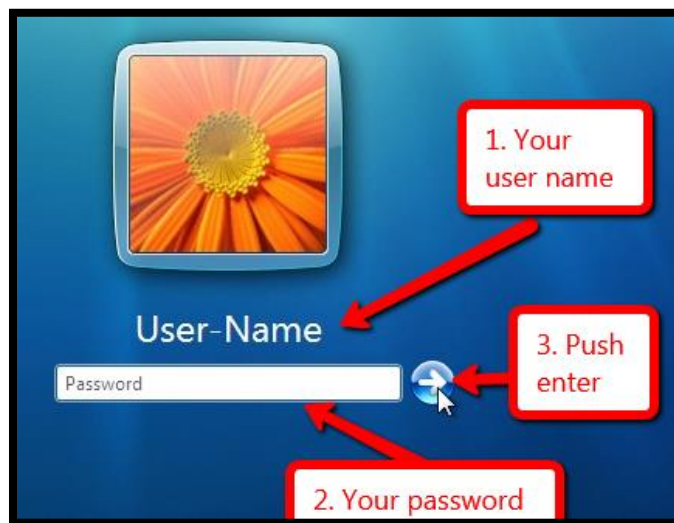 1. Your
user name
User-Name
3. Push
enter
Password
2. Your password